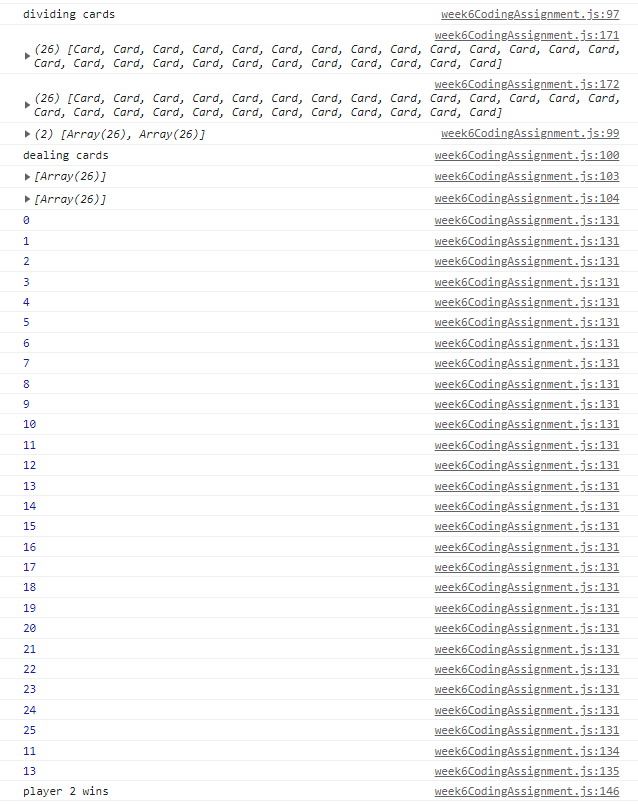 dividing cards week6CodingAssignment.js:97
week6CodingAssignment.js:171
(26) [Card, Card, Card, Card, Card, Card, Card, Card, Card, Card, Card, Card, Card, Card, Card,
Card, Card, Card, Card, Card, Card, Card, Card, Card, Card, Card]
week6CodingAssignment.js:172
(26) [Card, Card, Card, Card, Card, Card, Card, Card, Card, Card, Card, Card, Card, Card, Card,
Card, Card, Card, Card, Card, Card, Card, Card, Card, Card, Card]
(2) [Array(26), Array(26)] week6CodingAssignment.js:99
dealing cards week6CodingAssignment.js:100
[Array(26)] week6CodingAssignment.js:103
[Array(26)] week6CodingAssignment.js:104
0 week6CodingAssignment.js:131
1 week6CodingAssignment.js:131
2 week6CodingAssignment.js:131
3 week6CodingAssignment.js:131
4 week6CodingAssignment.js:131
5 week6CodingAssignment.js:131
6 week6CodingAssignment.js:131
7 week6CodingAssignment.js:131
8 week6CodingAssignment.js:131
9 week6CodingAssignment.js:131
10 week6CodingAssignment.js:131
11 week6CodingAssignment.js:131
12 week6CodingAssignment.js:131
13 week6CodingAssignment.js:131
14 week6CodingAssignment.js:131
15 week6CodingAssignment.js:131
16 week6CodingAssignment.js:131
17 week6CodingAssignment.js:131
18 week6CodingAssignment.js:131
19 week6CodingAssignment.js:131
20 week6CodingAssignment.js:131
21 week6CodingAssignment.js:131
22 week6CodingAssignment.js:131
23 week6CodingAssignment.js:131
24 week6CodingAssignment.js:131
25 week6CodingAssignment.js:131
11 week6CodingAssignment.js:134
13 week6CodingAssignment.js:135
player 2 wins week6CodingAssignment.js:146